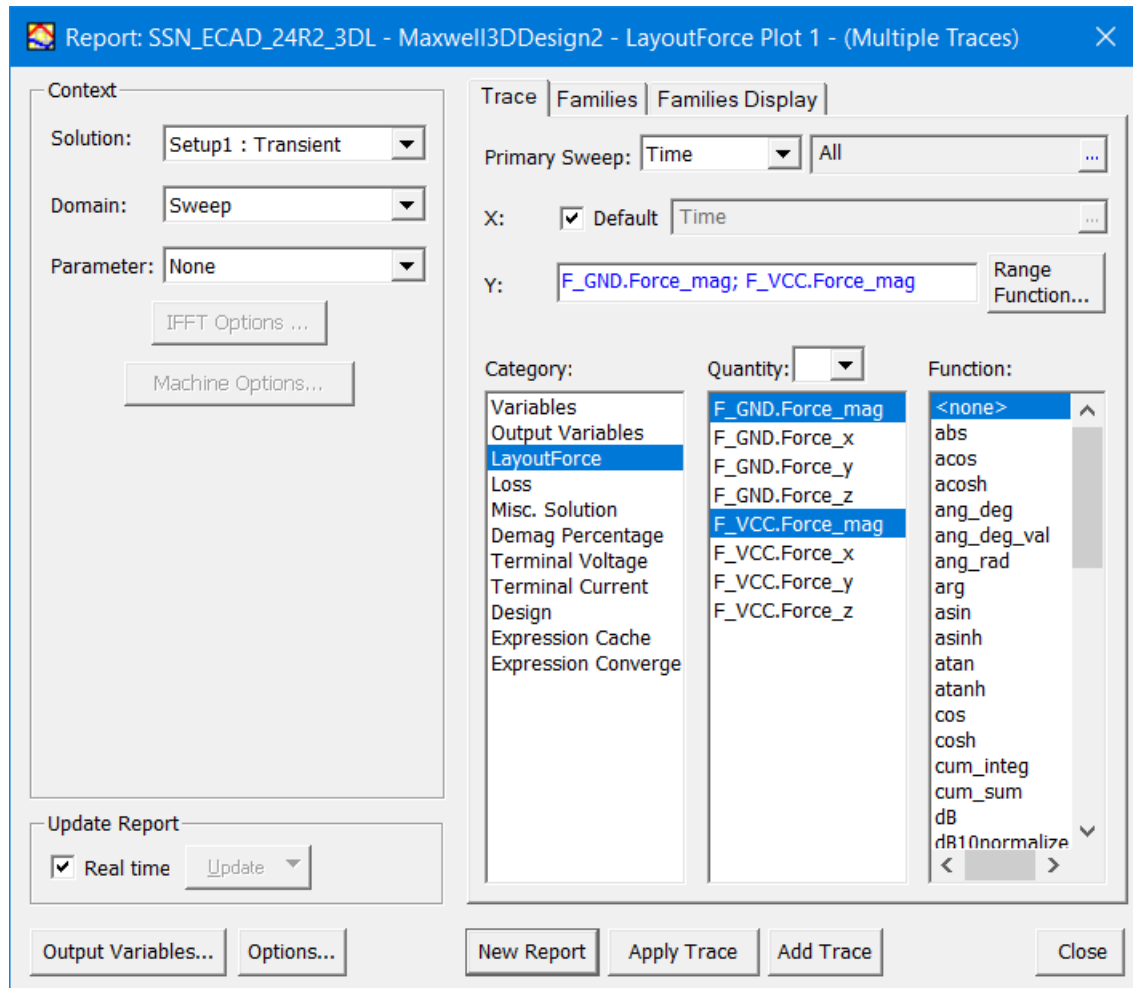 Report: SSN_ECAD_24R2_3DL - Maxwell3DDesign2 - LayoutForce Plot 1 - (Multiple Traces)
Context
Solution: Setup1 : Transient
Domain: Sweep
Parameter: None
IFFT Options ...
Machine Options...
Update Report
Real time Update
Output Variables... Options...
Trace Families Families Display
Primary Sweep: Time All ...
X: Default Time ...
Y: F_GND.Force_mag; F_VCC.Force_mag Range Function...
Category:
Variables
Output Variables
LayoutForce
Loss
Misc. Solution
Demag Percentage
Terminal Voltage
Terminal Current
Design
Expression Cache
Expression Converge
Quantity:
F_GND.Force_mag
F_GND.Force_x
F_GND.Force_y
F_GND.Force_z
F_VCC.Force_mag
F_VCC.Force_x
F_VCC.Force_y
F_VCC.Force_z
Function:
<none>
abs
acos
acosh
ang_deg
ang_deg_val
ang_rad
arg
asin
asinh
atan
atanh
cos
cosh
cum_integ
cum_sum
dB
dB10normalize
New Report Apply Trace Add Trace Close